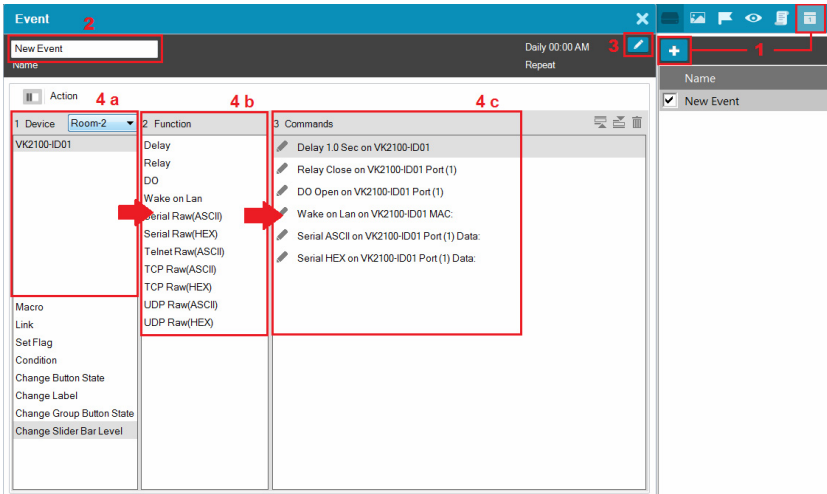 Event
2
New Event
Name
Daily 00:00 AM
Repeat
3
1
Name
New Event
Action
4 a
4 b
4 c
1 Device Room-2
2 Function
3 Commands
VK2100-ID01
Macro
Link
Set Flag
Condition
Change Button State
Change Label
Change Group Button State
Change Slider Bar Level
Delay
Relay
DO
Wake on Lan
Serial Raw(ASCII)
Serial Raw(HEX)
Telnet Raw(ASCII)
TCP Raw(ASCII)
TCP Raw(HEX)
UDP Raw(ASCII)
UDP Raw(HEX)
Delay 1.0 Sec on VK2100-ID01
Relay Close on VK2100-ID01 Port (1)
DO Open on VK2100-ID01 Port (1)
Wake on Lan on VK2100-ID01 MAC:
Serial ASCII on VK2100-ID01 Port (1) Data:
Serial HEX on VK2100-ID01 Port (1) Data: